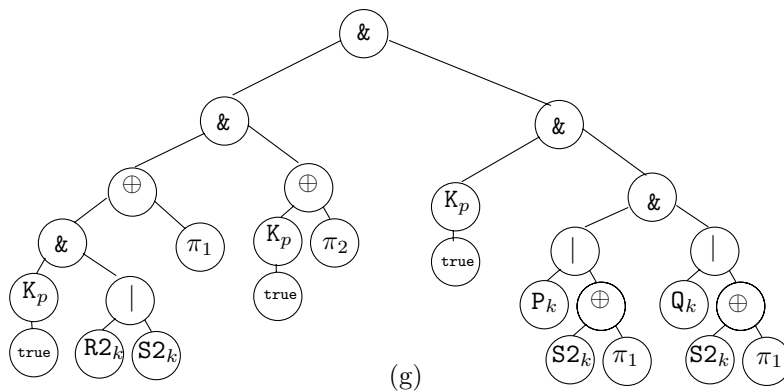 &
& &
⊕ ⊕ K_p &
& π_1 K_p π_2 true | |
K_p | true P_k ⊕ Q_k ⊕
true R2_k S2_k S2_k π_1 S2_k π_1
(g)